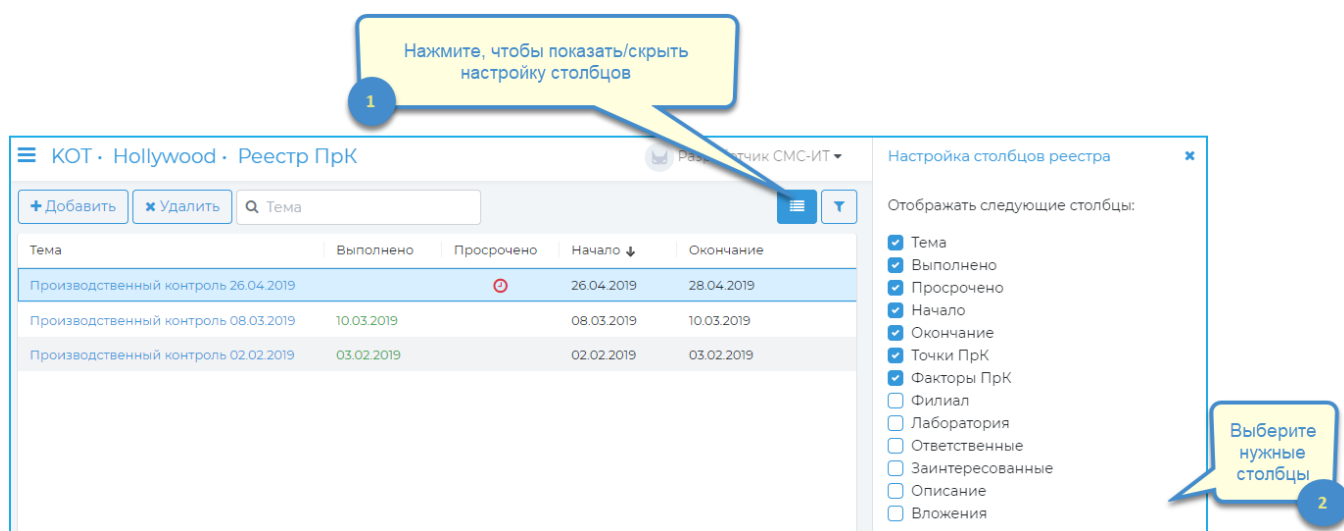 Нажмите, чтобы показать/скрыть
настройку столбцов
1
КОТ · Hollywood · Реестр ПрК
Разработчик СМС-ИТ
Настройка столбцов реестра
Добавить
Удалить
Тема
Отображать следующие столбцы:
Тема Выполнено Просрочено Начало Окончание
Производственный контроль 26.04.2019 26.04.2019 28.04.2019
Производственный контроль 08.03.2019 10.03.2019 08.03.2019 10.03.2019
Производственный контроль 02.02.2019 03.02.2019 02.02.2019 03.02.2019
Тема
Выполнено
Просрочено
Начало
Окончание
Точки ПрК
Факторы ПрК
Филиал
Лаборатория
Ответственные
Заинтересованные
Описание
Вложения
Выберите
нужные
столбцы
2